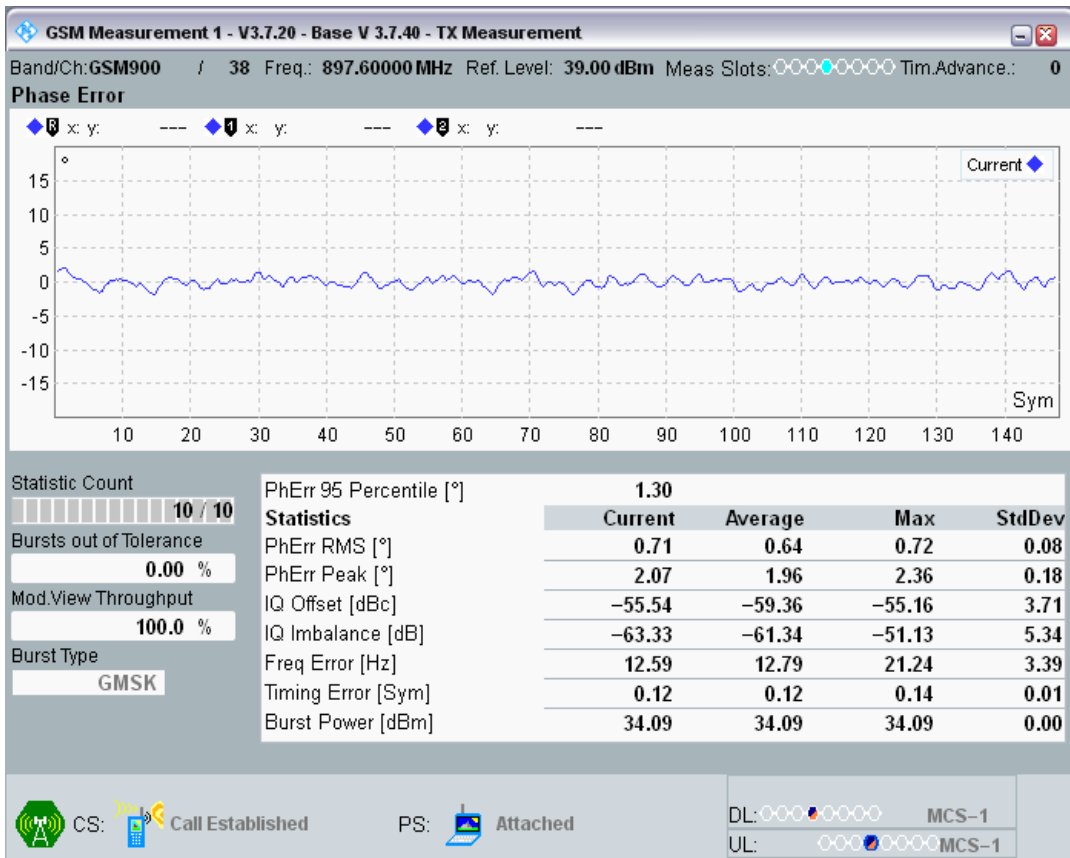 GSM Measurement 1 - V3.7.20 - Base V 3.7.40 - TX Measurement
Band/Ch:GSM900 / 38 Freq.: 897.60000 MHz Ref. Level: 39.00 dBm Meas Slots: Tim.Advance.: 0
Phase Error
R x: y: --- 1 x: y: --- 2 x: y: ---
°
Current
15
10
5
0
-5
-10
-15
Sym
10 20 30 40 50 60 70 80 90 100 110 120 130 140
Statistic Count
10 / 10
Bursts out of Tolerance
0.00 %
Mod.View Throughput
100.0 %
Burst Type
GMSK
PhErr 95 Percentile [°] 1.30
Statistics Current Average Max StdDev
PhErr RMS [°] 0.71 0.64 0.72 0.08
PhErr Peak [°] 2.07 1.96 2.36 0.18
IQ Offset [dBc] −55.54 −59.36 −55.16 3.71
IQ Imbalance [dB] −63.33 −61.34 −51.13 5.34
Freq Error [Hz] 12.59 12.79 21.24 3.39
Timing Error [Sym] 0.12 0.12 0.14 0.01
Burst Power [dBm] 34.09 34.09 34.09 0.00
CS: Call Established PS: Attached
DL: MCS−1
UL: MCS−1